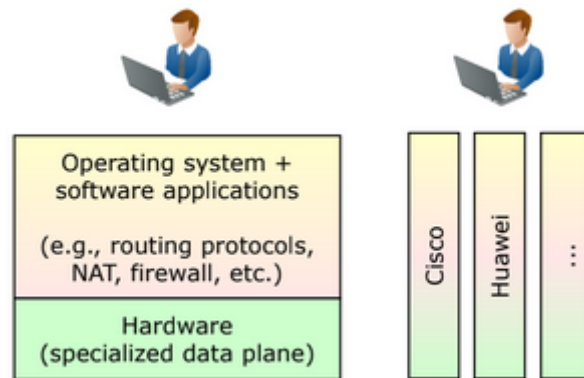 Operating system +
software applications
(e.g., routing protocols,
NAT, firewall, etc.)
Hardware
(specialized data plane)
Cisco
Huawei
...